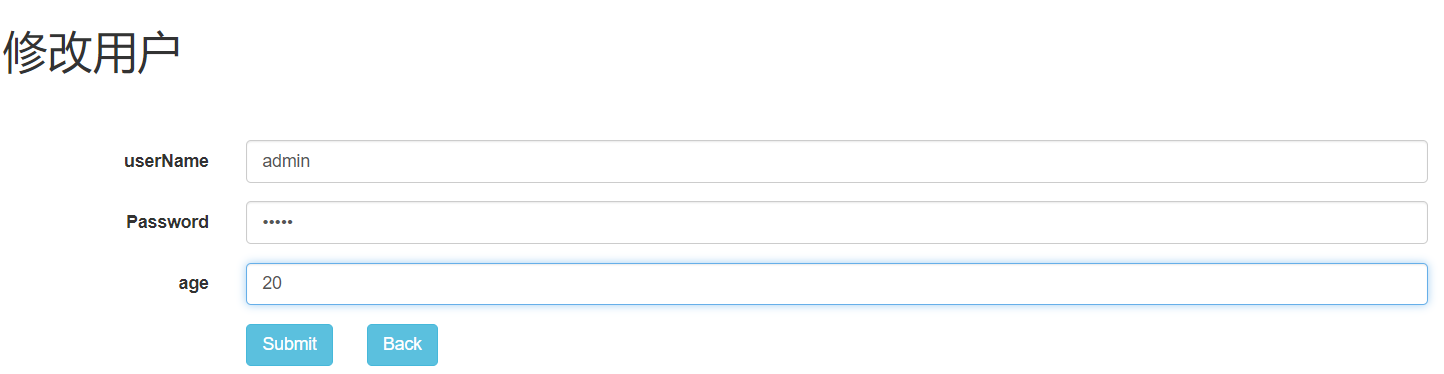 修改用户
userName admin
Password •••••
age 20
Submit Back